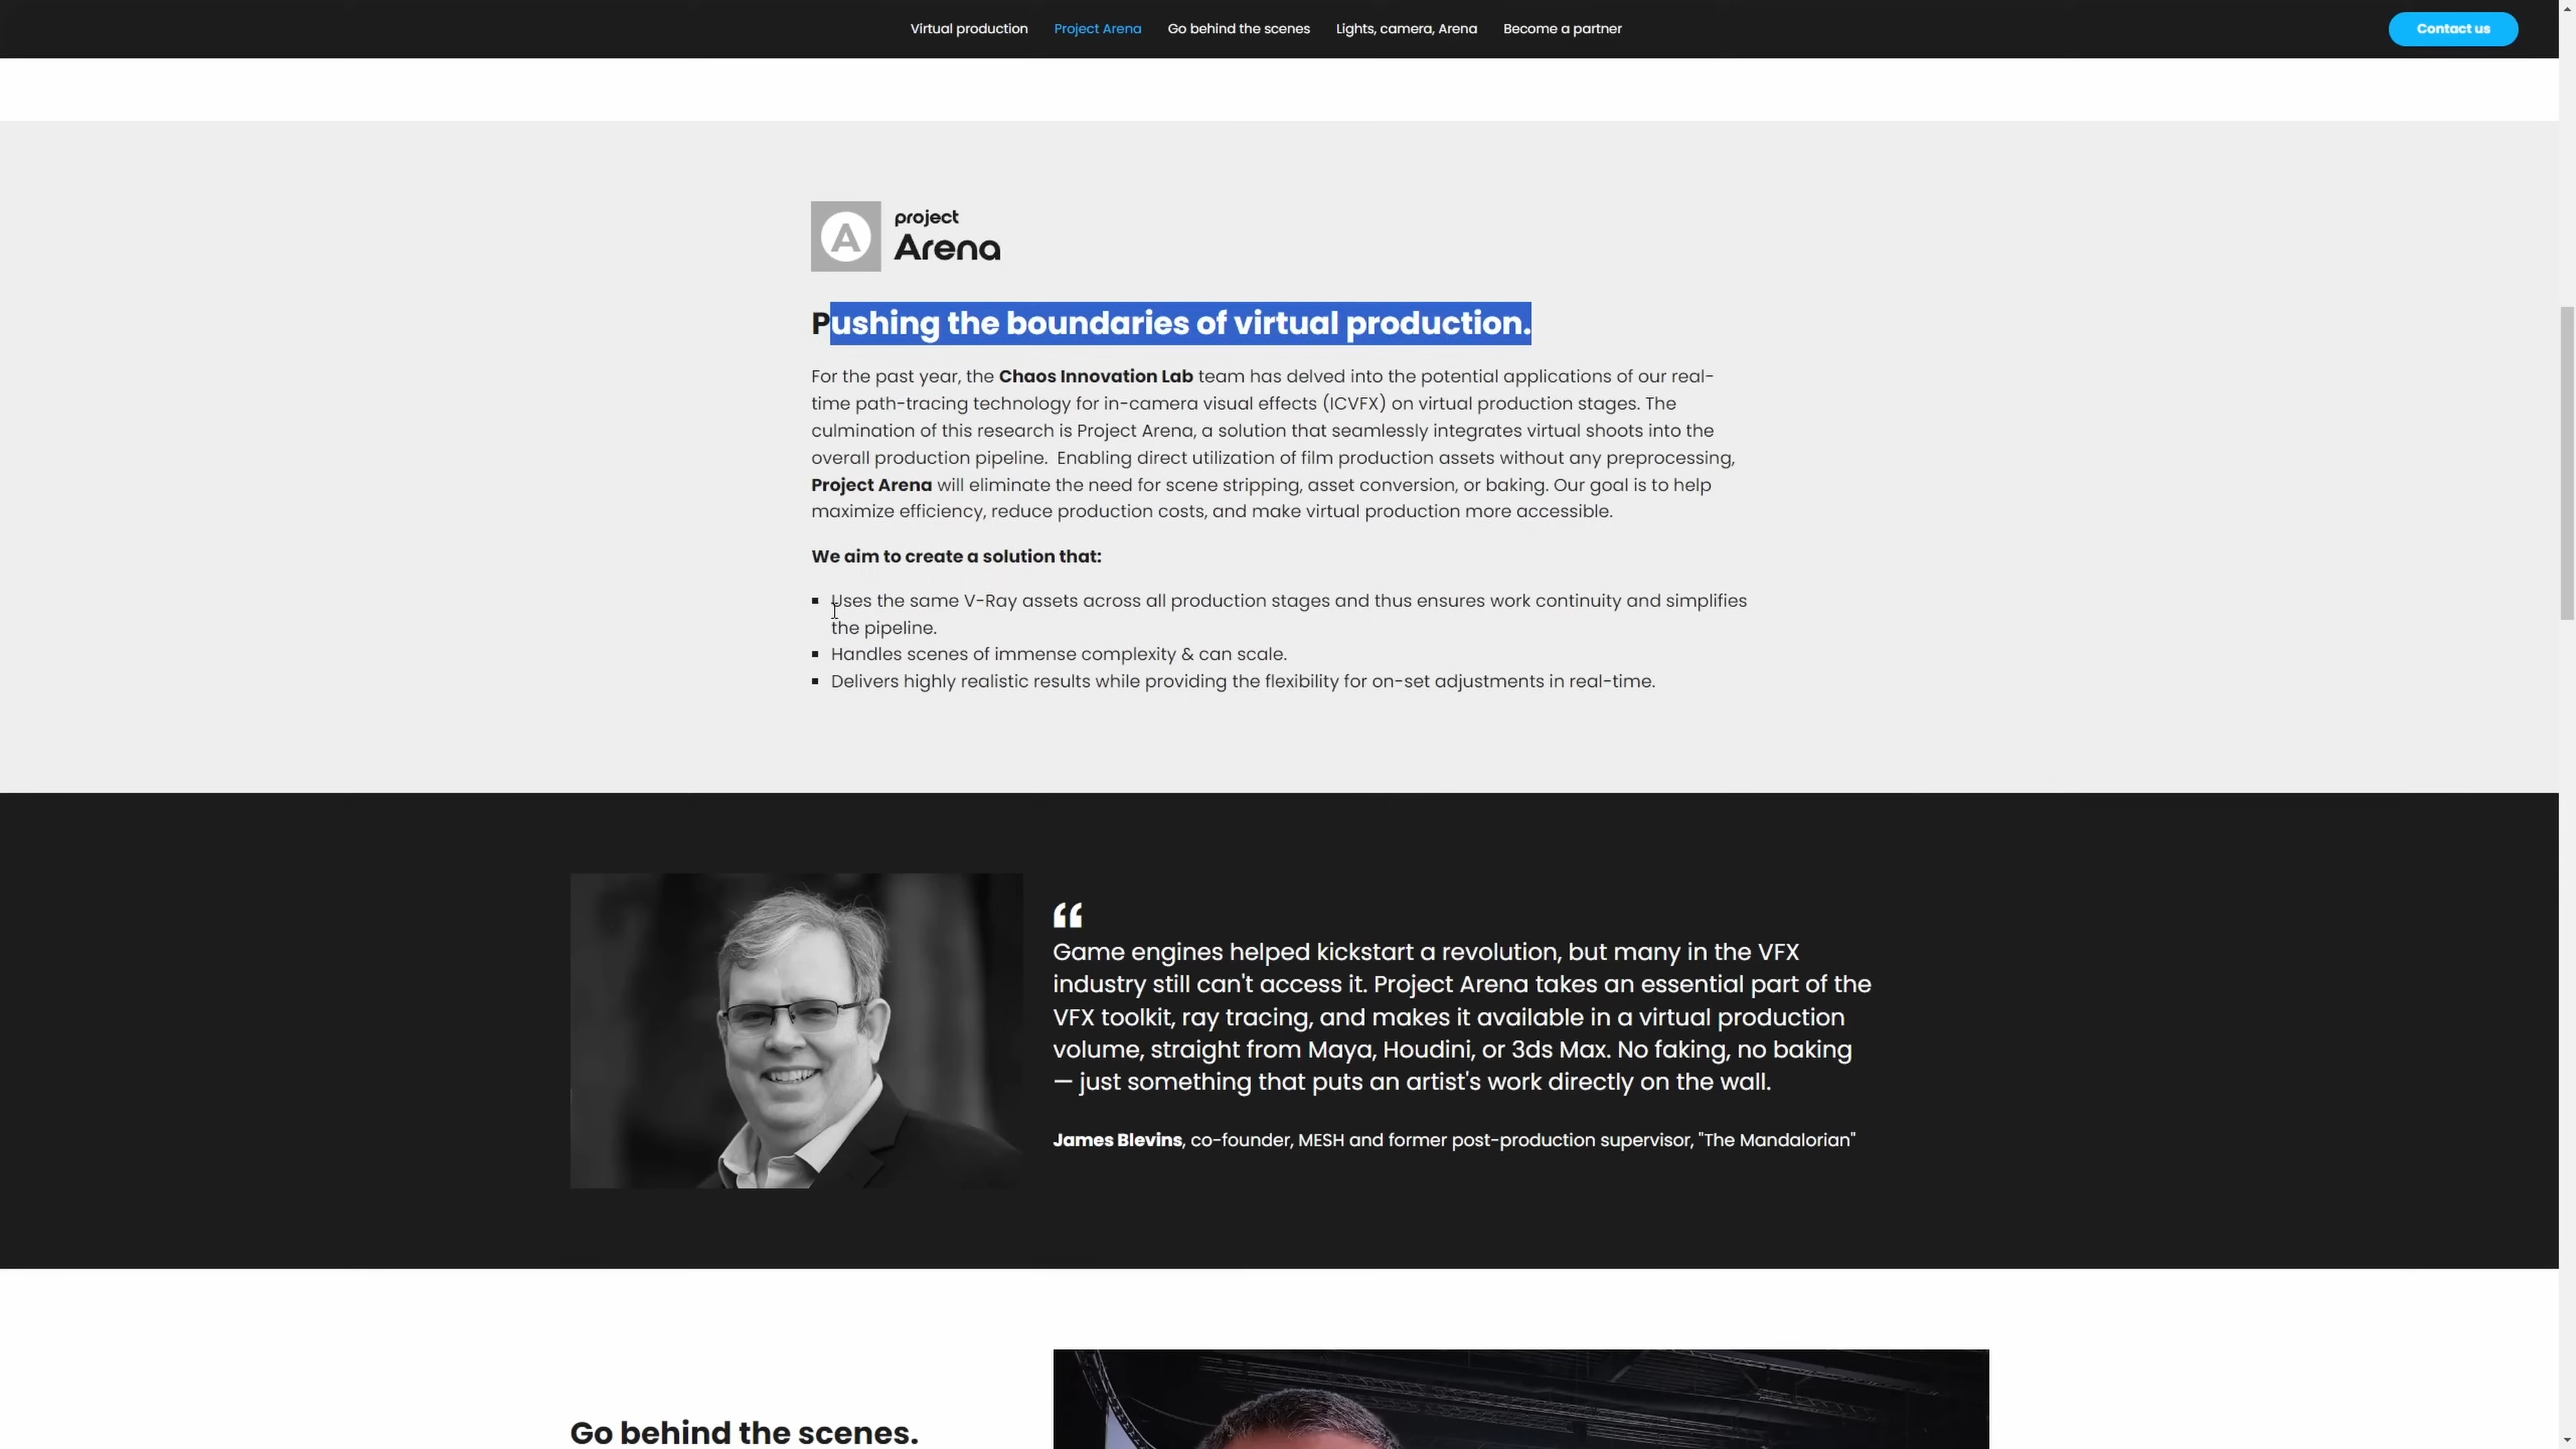 Virtual production
Project Arena
Go behind the scenes
Lights, camera, Arena
Become a partner
Contact us
A
project
Arena
Pushing the boundaries of virtual production.
For the past year, the Chaos Innovation Lab team has delved into the potential applications of our real-
time path-tracing technology for in-camera visual effects (ICVFX) on virtual production stages. The
culmination of this research is Project Arena, a solution that seamlessly integrates virtual shoots into the
overall production pipeline.  Enabling direct utilization of film production assets without any preprocessing,
Project Arena will eliminate the need for scene stripping, asset conversion, or baking. Our goal is to help
maximize efficiency, reduce production costs, and make virtual production more accessible.
We aim to create a solution that:
▪ Uses the same V-Ray assets across all production stages and thus ensures work continuity and simplifies
the pipeline.
▪ Handles scenes of immense complexity & can scale.
▪ Delivers highly realistic results while providing the flexibility for on-set adjustments in real-time.
“
Game engines helped kickstart a revolution, but many in the VFX
industry still can't access it. Project Arena takes an essential part of the
VFX toolkit, ray tracing, and makes it available in a virtual production
volume, straight from Maya, Houdini, or 3ds Max. No faking, no baking
— just something that puts an artist's work directly on the wall.
James Blevins, co-founder, MESH and former post-production supervisor, "The Mandalorian"
Go behind the scenes.